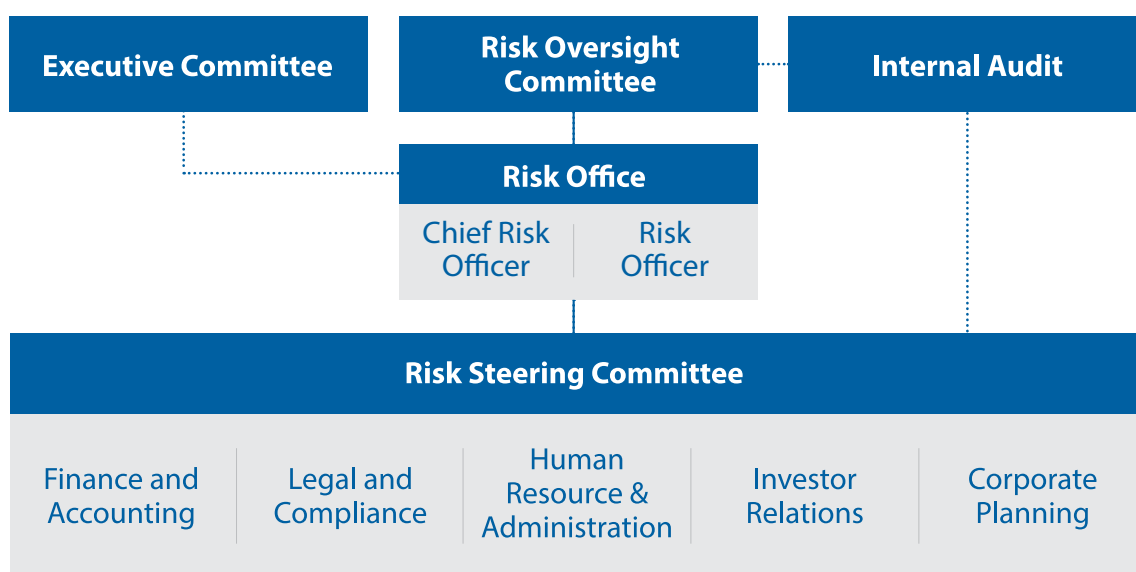 Executive Committee
Risk Oversight
Committee
Internal Audit
Risk Office
Chief Risk
Officer
Risk
Officer
Risk Steering Committee
Finance and
Accounting
Legal and
Compliance
Human
Resource &
Administration
Investor
Relations
Corporate
Planning